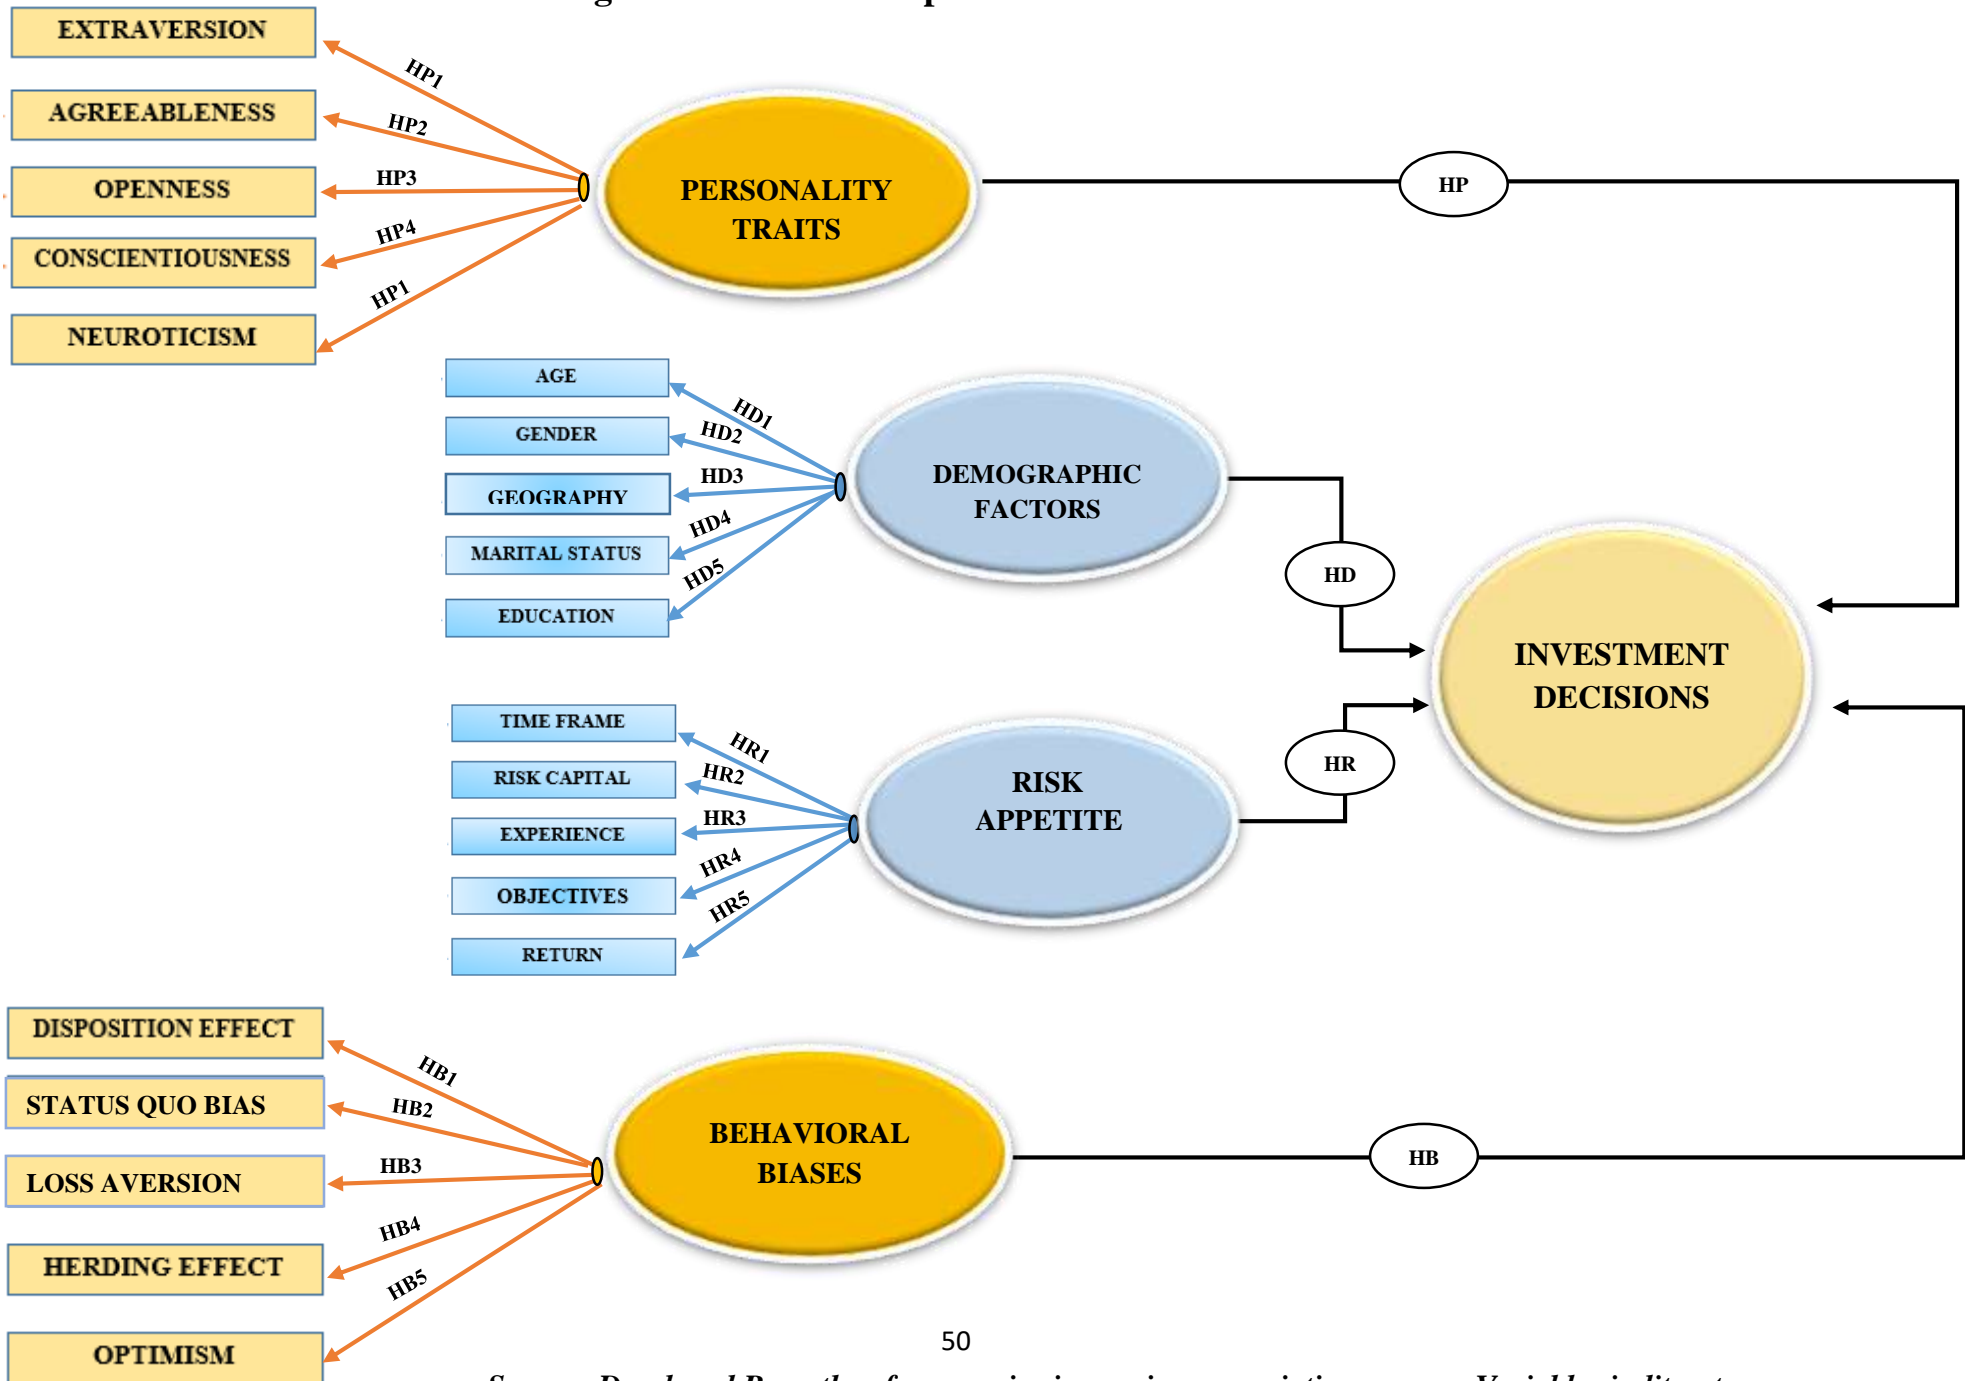 EXTRAVERSION
HP1
AGREEABLENESS
HP2
OPENNESS
HP3
CONSCIENTIOUSNESS
HP4
NEUROTICISM
HP1
PERSONALITY
TRAITS
HP
AGE
HD1
GENDER
HD2
GEOGRAPHY
HD3
MARITAL STATUS
HD4
EDUCATION
HD5
DEMOGRAPHIC
FACTORS
HD
INVESTMENT
DECISIONS
TIME FRAME
HR1
RISK CAPITAL
HR2
EXPERIENCE
HR3
OBJECTIVES
HR4
RETURN
HR5
RISK
APPETITE
HR
DISPOSITION EFFECT
HB1
STATUS QUO BIAS
HB2
LOSS AVERSION
HB3
HERDING EFFECT
HB4
OPTIMISM
HB5
BEHAVIORAL
BIASES
HB
50